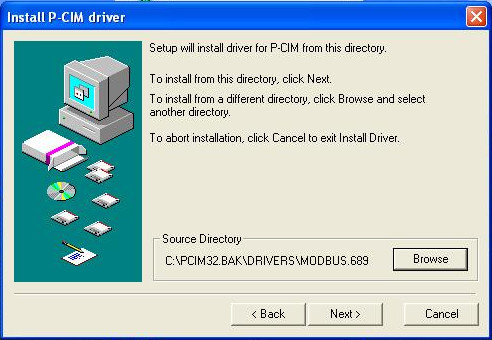 Install P-CIM driver
Setup will install driver for P-CIM from this directory.
To install from this directory, click Next.
To install from a different directory, click Browse and select
another directory.
To abort installation, click Cancel to exit Install Driver.
Source Directory
C:\PCIM32.BAK\DRIVERS\MODBUS.689
Browse
< Back
Next >
Cancel